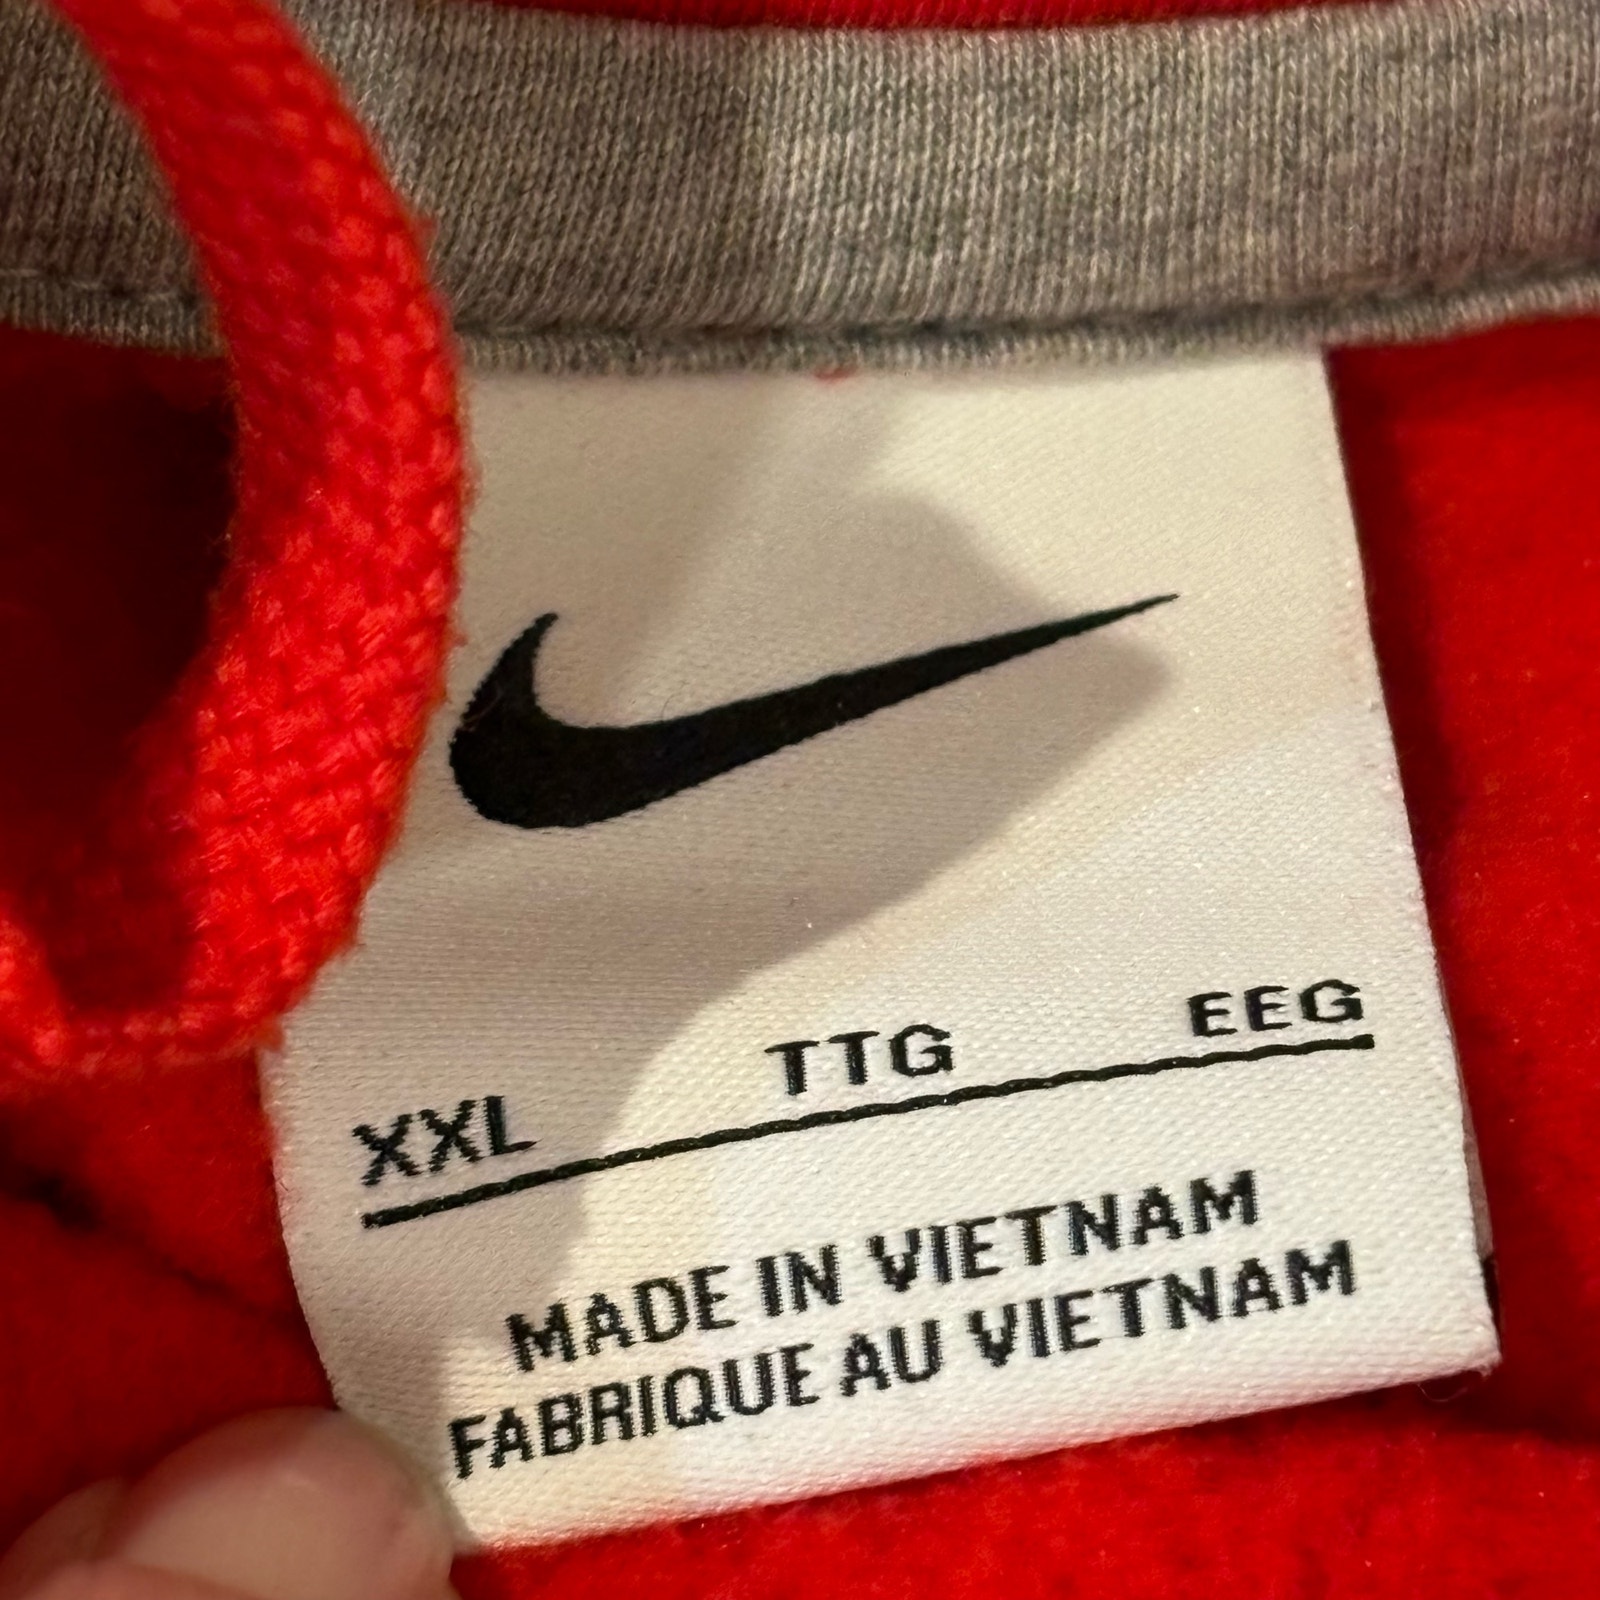 XXL TTG EEG
MADE IN VIETNAM
FABRIQUE AU VIETNAM